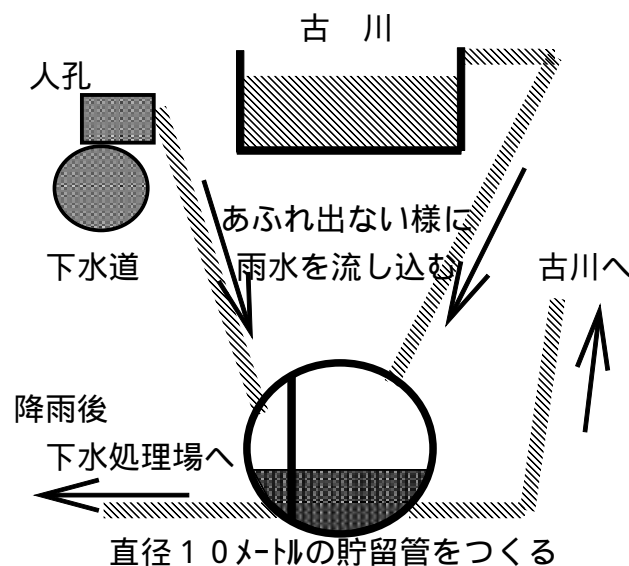 古　川
人孔
あふれ出ない様に
雨水を流し込む
下水道
古川へ
降雨後
下水処理場へ
直径１０ﾒｰﾄﾙの貯留管をつくる